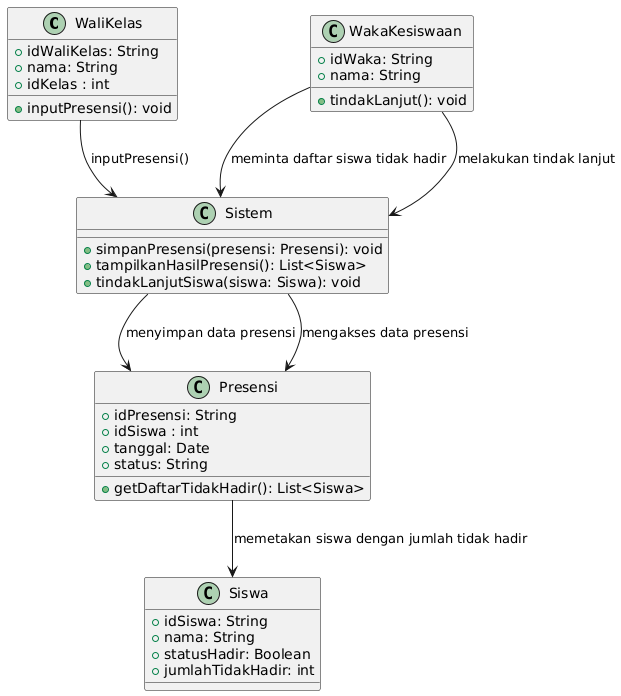 C WaliKelas
idWaliKelas: String
nama: String
idKelas : int
inputPresensi(): void
C WakaKesiswaan
idWaka: String
nama: String
tindakLanjut(): void
inputPresensi()
meminta daftar siswa tidak hadir
melakukan tindak lanjut
C Sistem
simpanPresensi(presensi: Presensi): void
tampilkanHasilPresensi(): List<Siswa>
tindakLanjutSiswa(siswa: Siswa): void
menyimpan data presensi
mengakses data presensi
C Presensi
idPresensi: String
idSiswa : int
tanggal: Date
status: String
getDaftarTidakHadir(): List<Siswa>
memetakan siswa dengan jumlah tidak hadir
C Siswa
idSiswa: String
nama: String
statusHadir: Boolean
jumlahTidakHadir: int